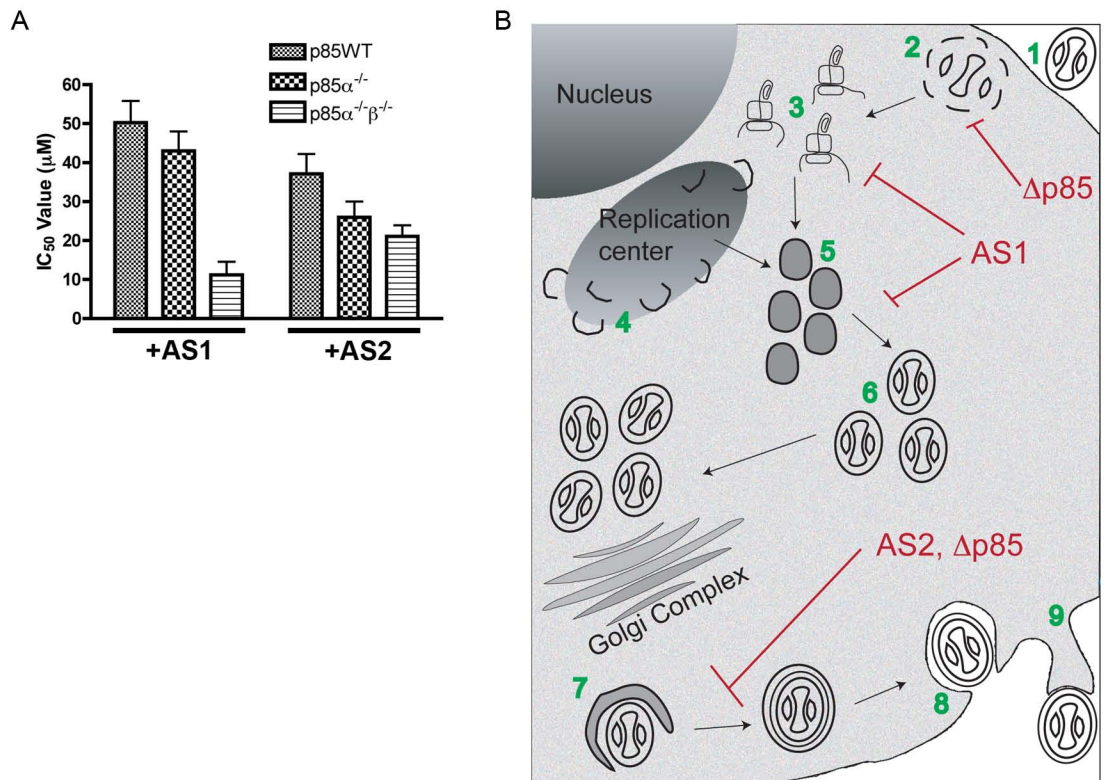 A
p85WT
p85α⁻/⁻
p85α⁻/⁻β⁻/⁻
IC₅₀ Value (μM)
60
50
40
30
20
10
0
+AS1
+AS2
B
Nucleus
1
2
3
Δp85
Replication
center
AS1
5
4
6
AS2, Δp85
Golgi Complex
9
7
8